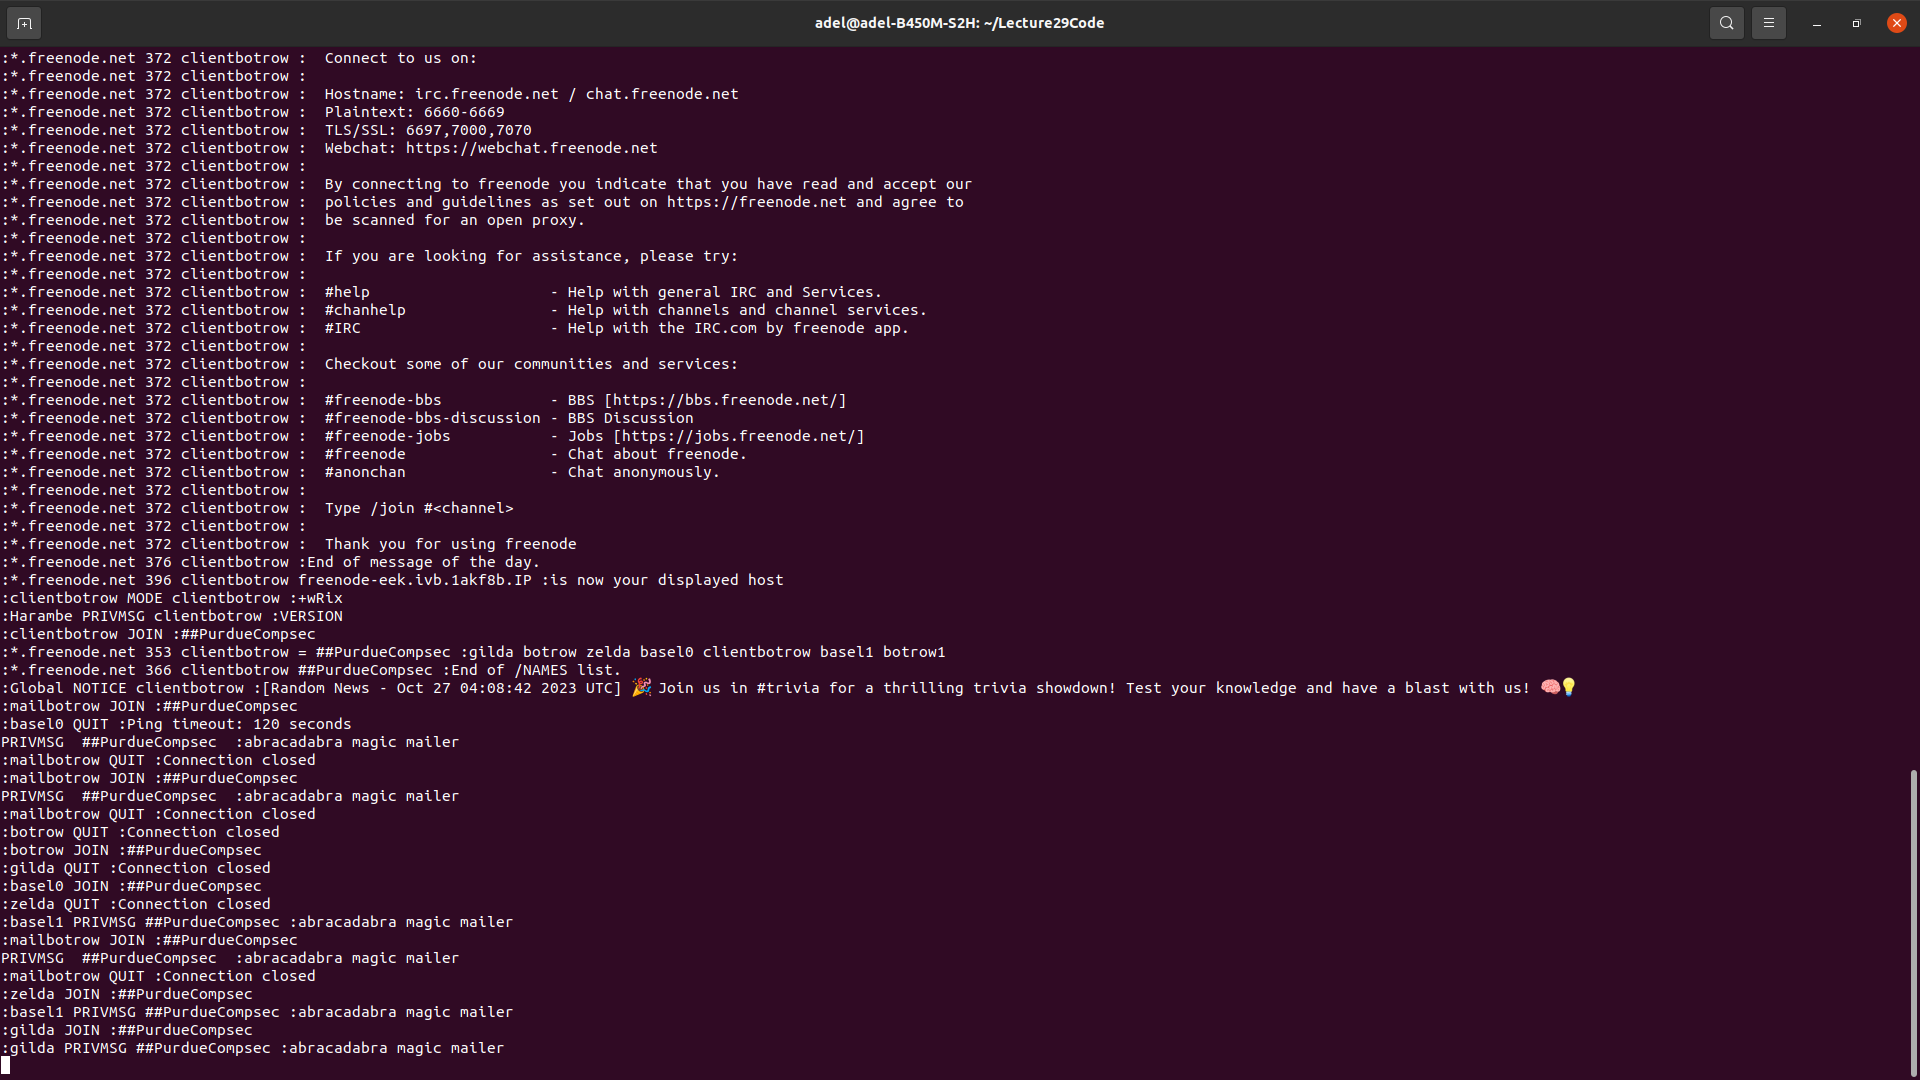 adel@adel-B450M-S2H: ~/Lecture29Code
:*.freenode.net 372 clientbotrow :  Connect to us on:
:*.freenode.net 372 clientbotrow :
:*.freenode.net 372 clientbotrow :  Hostname: irc.freenode.net / chat.freenode.net
:*.freenode.net 372 clientbotrow :  Plaintext: 6660-6669
:*.freenode.net 372 clientbotrow :  TLS/SSL: 6697,7000,7070
:*.freenode.net 372 clientbotrow :  Webchat: https://webchat.freenode.net
:*.freenode.net 372 clientbotrow :
:*.freenode.net 372 clientbotrow :  By connecting to freenode you indicate that you have read and accept our
:*.freenode.net 372 clientbotrow :  policies and guidelines as set out on https://freenode.net and agree to
:*.freenode.net 372 clientbotrow :  be scanned for an open proxy.
:*.freenode.net 372 clientbotrow :
:*.freenode.net 372 clientbotrow :  If you are looking for assistance, please try:
:*.freenode.net 372 clientbotrow :
:*.freenode.net 372 clientbotrow :  #help                    - Help with general IRC and Services.
:*.freenode.net 372 clientbotrow :  #chanhelp                - Help with channels and channel services.
:*.freenode.net 372 clientbotrow :  #IRC                     - Help with the IRC.com by freenode app.
:*.freenode.net 372 clientbotrow :
:*.freenode.net 372 clientbotrow :  Checkout some of our communities and services:
:*.freenode.net 372 clientbotrow :
:*.freenode.net 372 clientbotrow :  #freenode-bbs            - BBS [https://bbs.freenode.net/]
:*.freenode.net 372 clientbotrow :  #freenode-bbs-discussion - BBS Discussion
:*.freenode.net 372 clientbotrow :  #freenode-jobs           - Jobs [https://jobs.freenode.net/]
:*.freenode.net 372 clientbotrow :  #freenode                - Chat about freenode.
:*.freenode.net 372 clientbotrow :  #anonchan                - Chat anonymously.
:*.freenode.net 372 clientbotrow :
:*.freenode.net 372 clientbotrow :  Type /join #<channel>
:*.freenode.net 372 clientbotrow :
:*.freenode.net 372 clientbotrow :  Thank you for using freenode
:*.freenode.net 376 clientbotrow :End of message of the day.
:*.freenode.net 396 clientbotrow freenode-eek.ivb.1akf8b.IP :is now your displayed host
:clientbotrow MODE clientbotrow :+wRix
:Harambe PRIVMSG clientbotrow :VERSION
:clientbotrow JOIN :##PurdueCompsec
:*.freenode.net 353 clientbotrow = ##PurdueCompsec :gilda botrow zelda basel0 clientbotrow basel1 botrow1
:*.freenode.net 366 clientbotrow ##PurdueCompsec :End of /NAMES list.
:Global NOTICE clientbotrow :[Random News - Oct 27 04:08:42 2023 UTC] 🎉 Join us in #trivia for a thrilling trivia showdown! Test your knowledge and have a blast with us! 🧠💡
:mailbotrow JOIN :##PurdueCompsec
:basel0 QUIT :Ping timeout: 120 seconds
PRIVMSG  ##PurdueCompsec  :abracadabra magic mailer
:mailbotrow QUIT :Connection closed
:mailbotrow JOIN :##PurdueCompsec
PRIVMSG  ##PurdueCompsec  :abracadabra magic mailer
:mailbotrow QUIT :Connection closed
:botrow QUIT :Connection closed
:botrow JOIN :##PurdueCompsec
:gilda QUIT :Connection closed
:basel0 JOIN :##PurdueCompsec
:zelda QUIT :Connection closed
:basel1 PRIVMSG ##PurdueCompsec :abracadabra magic mailer
:mailbotrow JOIN :##PurdueCompsec
PRIVMSG  ##PurdueCompsec  :abracadabra magic mailer
:mailbotrow QUIT :Connection closed
:zelda JOIN :##PurdueCompsec
:basel1 PRIVMSG ##PurdueCompsec :abracadabra magic mailer
:gilda JOIN :##PurdueCompsec
:gilda PRIVMSG ##PurdueCompsec :abracadabra magic mailer